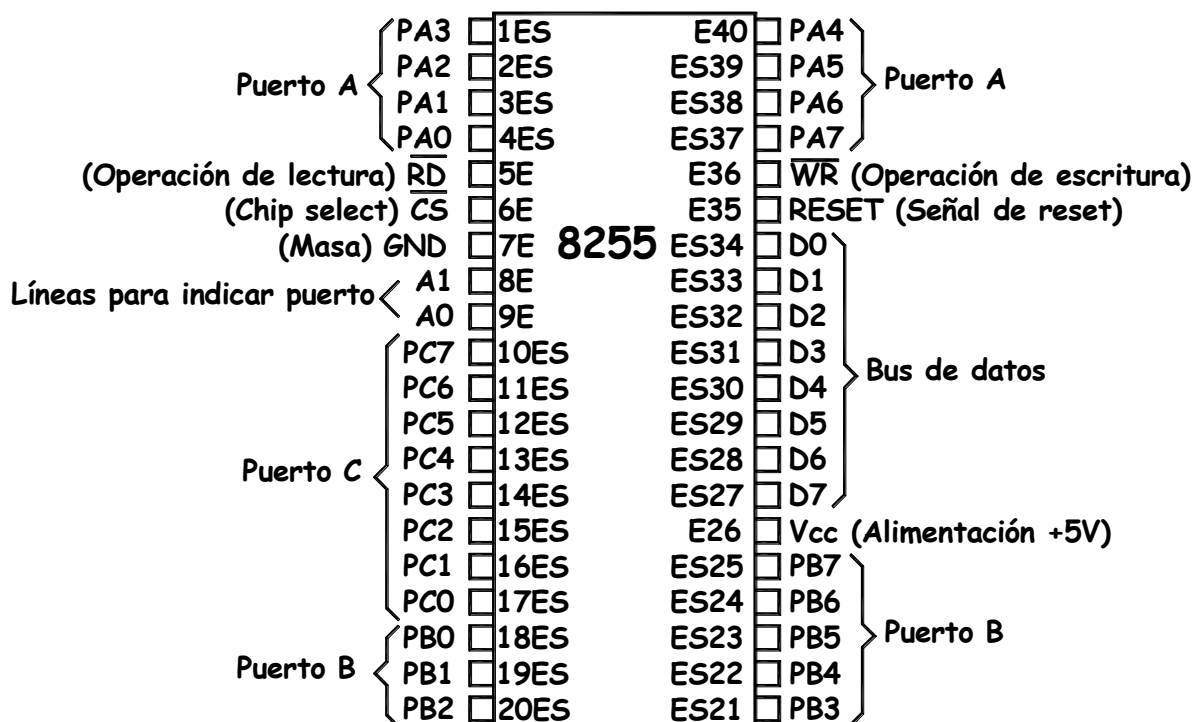 PA3 1ES E40 PA4
PA2 2ES ES39 PA5
Puerto A Puerto A
PA1 3ES ES38 PA6
PA0 4ES ES37 PA7
(Operación de lectura) RD 5E E36 WR (Operación de escritura)
(Chip select) CS 6E E35 RESET (Señal de reset)
(Masa) GND 7E 8255 ES34 D0
A1 8E ES33 D1
Líneas para indicar puerto
A0 9E ES32 D2
PC7 10ES ES31 D3
Bus de datos
PC6 11ES ES30 D4
PC5 12ES ES29 D5
PC4 13ES ES28 D6
Puerto C
PC3 14ES ES27 D7
PC2 15ES E26 Vcc (Alimentación +5V)
PC1 16ES ES25 PB7
PC0 17ES ES24 PB6
PB0 18ES ES23 PB5
Puerto B
PB1 19ES ES22 PB4
Puerto B
PB2 20ES ES21 PB3